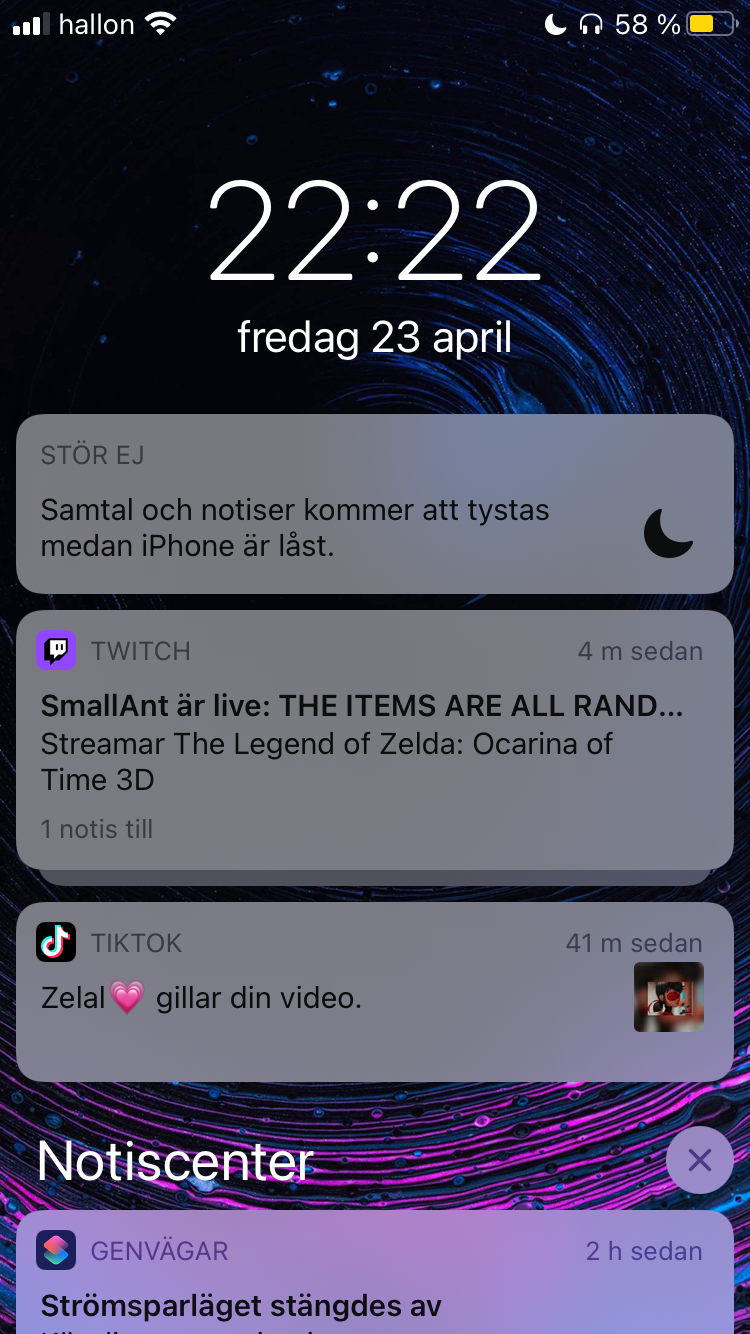 hallon 58 %
22:22
fredag 23 april
STÖR EJ
Samtal och notiser kommer att tystas
medan iPhone är låst.
TWITCH 4 m sedan
SmallAnt är live: THE ITEMS ARE ALL RAND...
Streamar The Legend of Zelda: Ocarina of
Time 3D
1 notis till
TIKTOK 41 m sedan
Zelal💗 gillar din video.
Notiscenter
GENVÄGAR 2 h sedan
Strömsparläget stängdes av